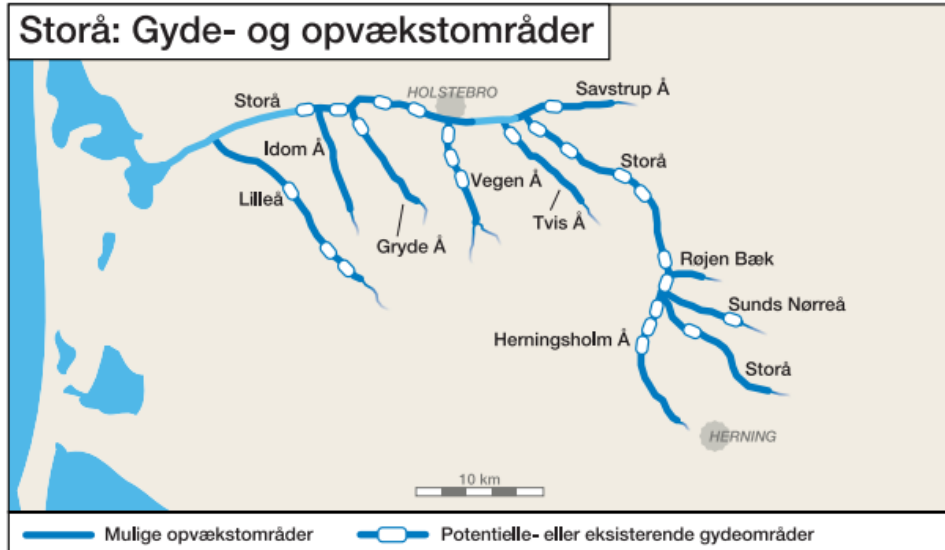 Storå: Gyde- og opvækstområder
HOLSTEBRO
Savstrup Å
Storå
Idom Å
Storå
Lilleå
Vegen Å
Tvis Å
Gryde Å
Røjen Bæk
Sunds Nørreå
Herningsholm Å
Storå
HERNING
10 km
Mulige opvækstområder
Potentielle- eller eksisterende gydeområder